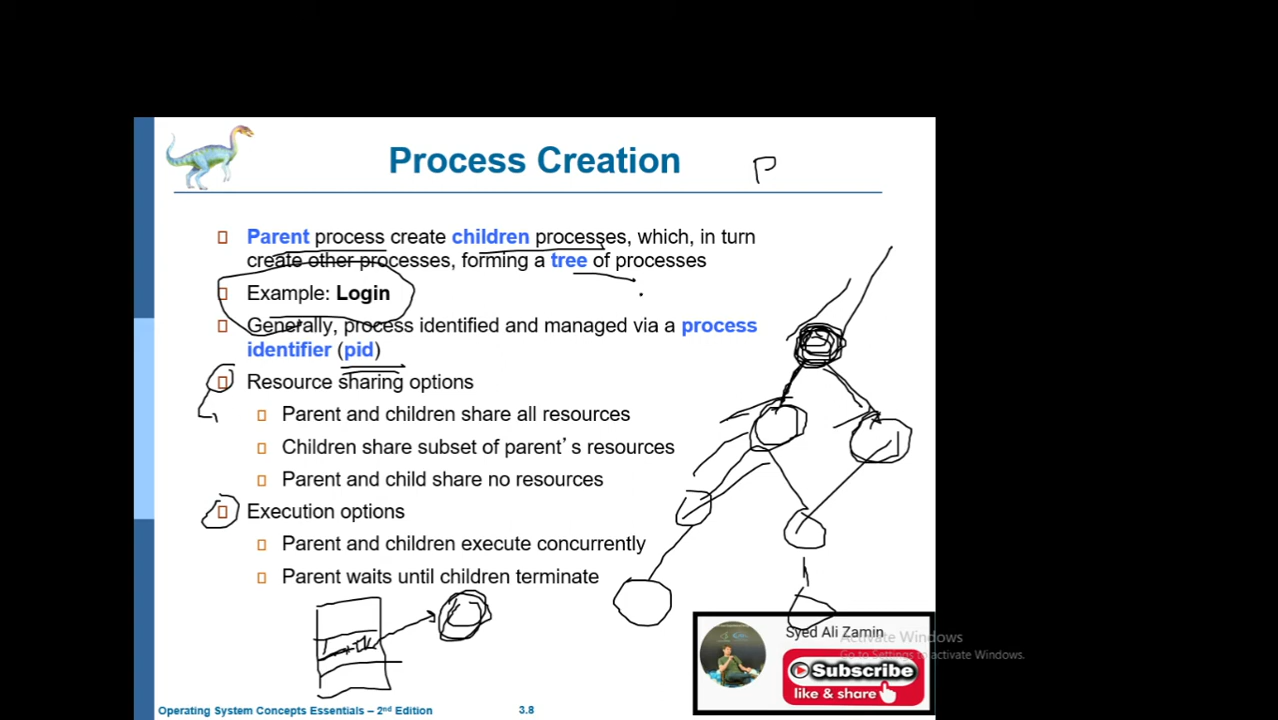 Process Creation
P
Parent process create children processes, which, in turn
create other processes, forming a tree of processes
Example: Login
Generally, process identified and managed via a process
identifier (pid)
Resource sharing options
Parent and children share all resources
Children share subset of parent's resources
Parent and child share no resources
Execution options
Parent and children execute concurrently
Parent waits until children terminate
Syed Ali Zamin
Activate Windows
Go to Settings to activate Windows.
Subscribe
like & share
Operating System Concepts Essentials – 2nd Edition
3.8